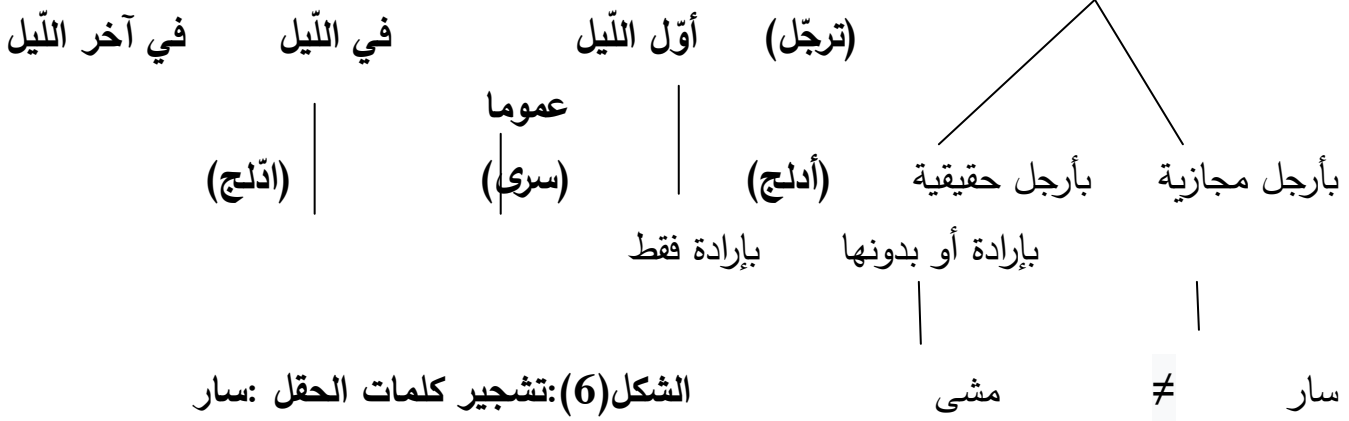 (ترجّل) أوّل اللّيل في اللّيل في آخر اللّيل
عموما
بأرجل مجازية بأرجل حقيقية (أدلج) (سرى) (ادّلج)
بإرادة أو بدونها بإرادة فقط
سار ≠ مشى الشكل(6):تشجير كلمات الحقل :سار